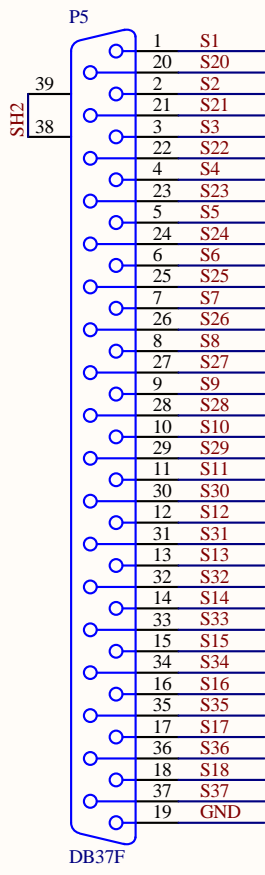 P5
1 S1
20 S20
39
2 S2
21 S21
SH2
38
3 S3
22 S22
4 S4
23 S23
5 S5
24 S24
6 S6
25 S25
7 S7
26 S26
8 S8
27 S27
9 S9
28 S28
10 S10
29 S29
11 S11
30 S30
12 S12
31 S31
13 S13
32 S32
14 S14
33 S33
15 S15
34 S34
16 S16
35 S35
17 S17
36 S36
18 S18
37 S37
19 GND
DB37F